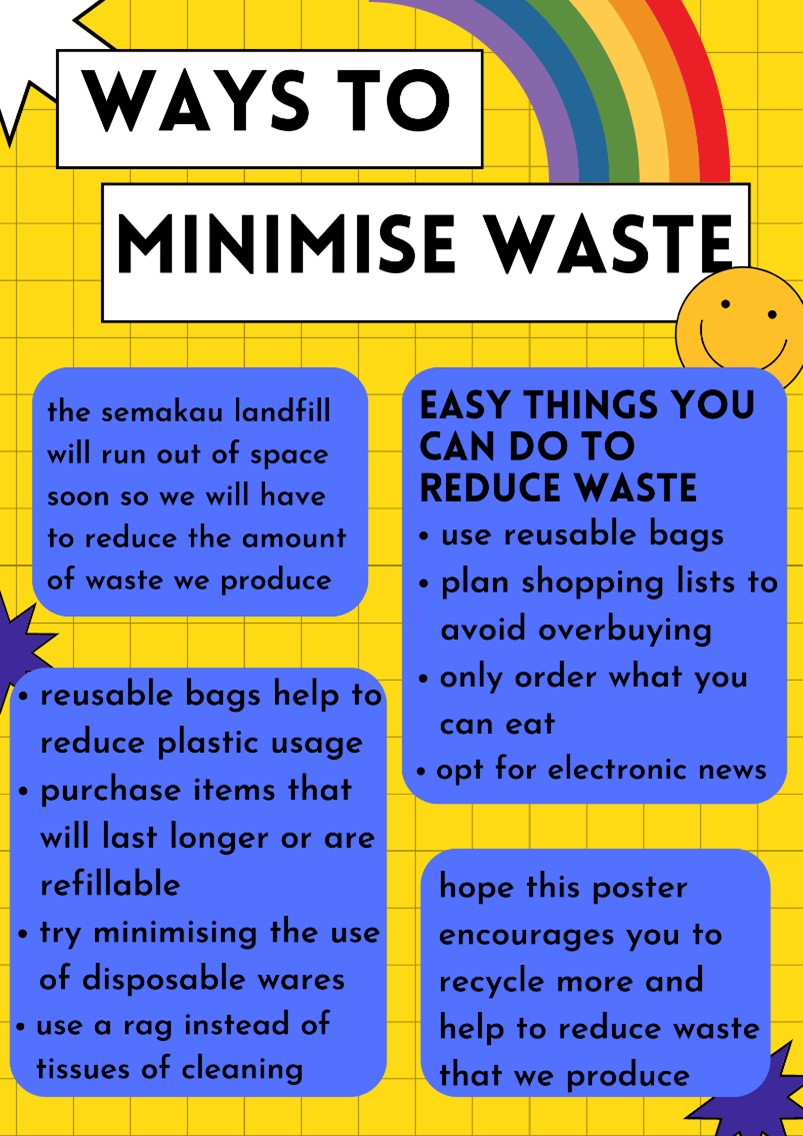 WAYS TO
MINIMISE WASTE
the semakau landfill
will run out of space
soon so we will have
to reduce the amount
of waste we produce
EASY THINGS YOU
CAN DO TO
REDUCE WASTE
• use reusable bags
• plan shopping lists to
avoid overbuying
• only order what you
can eat
• opt for electronic news
• reusable bags help to
reduce plastic usage
• purchase items that
will last longer or are
refillable
• try minimising the use
of disposable wares
• use a rag instead of
tissues of cleaning
hope this poster
encourages you to
recycle more and
help to reduce waste
that we produce